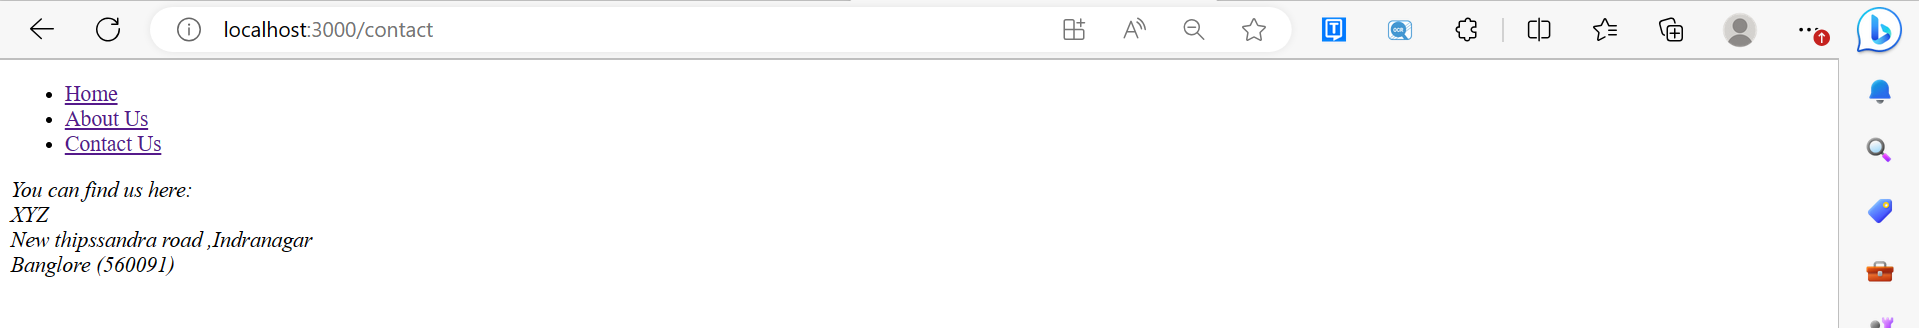 localhost:3000/contact
Home
About Us
Contact Us
You can find us here:
XYZ
New thipssandra road ,Indranagar
Banglore (560091)